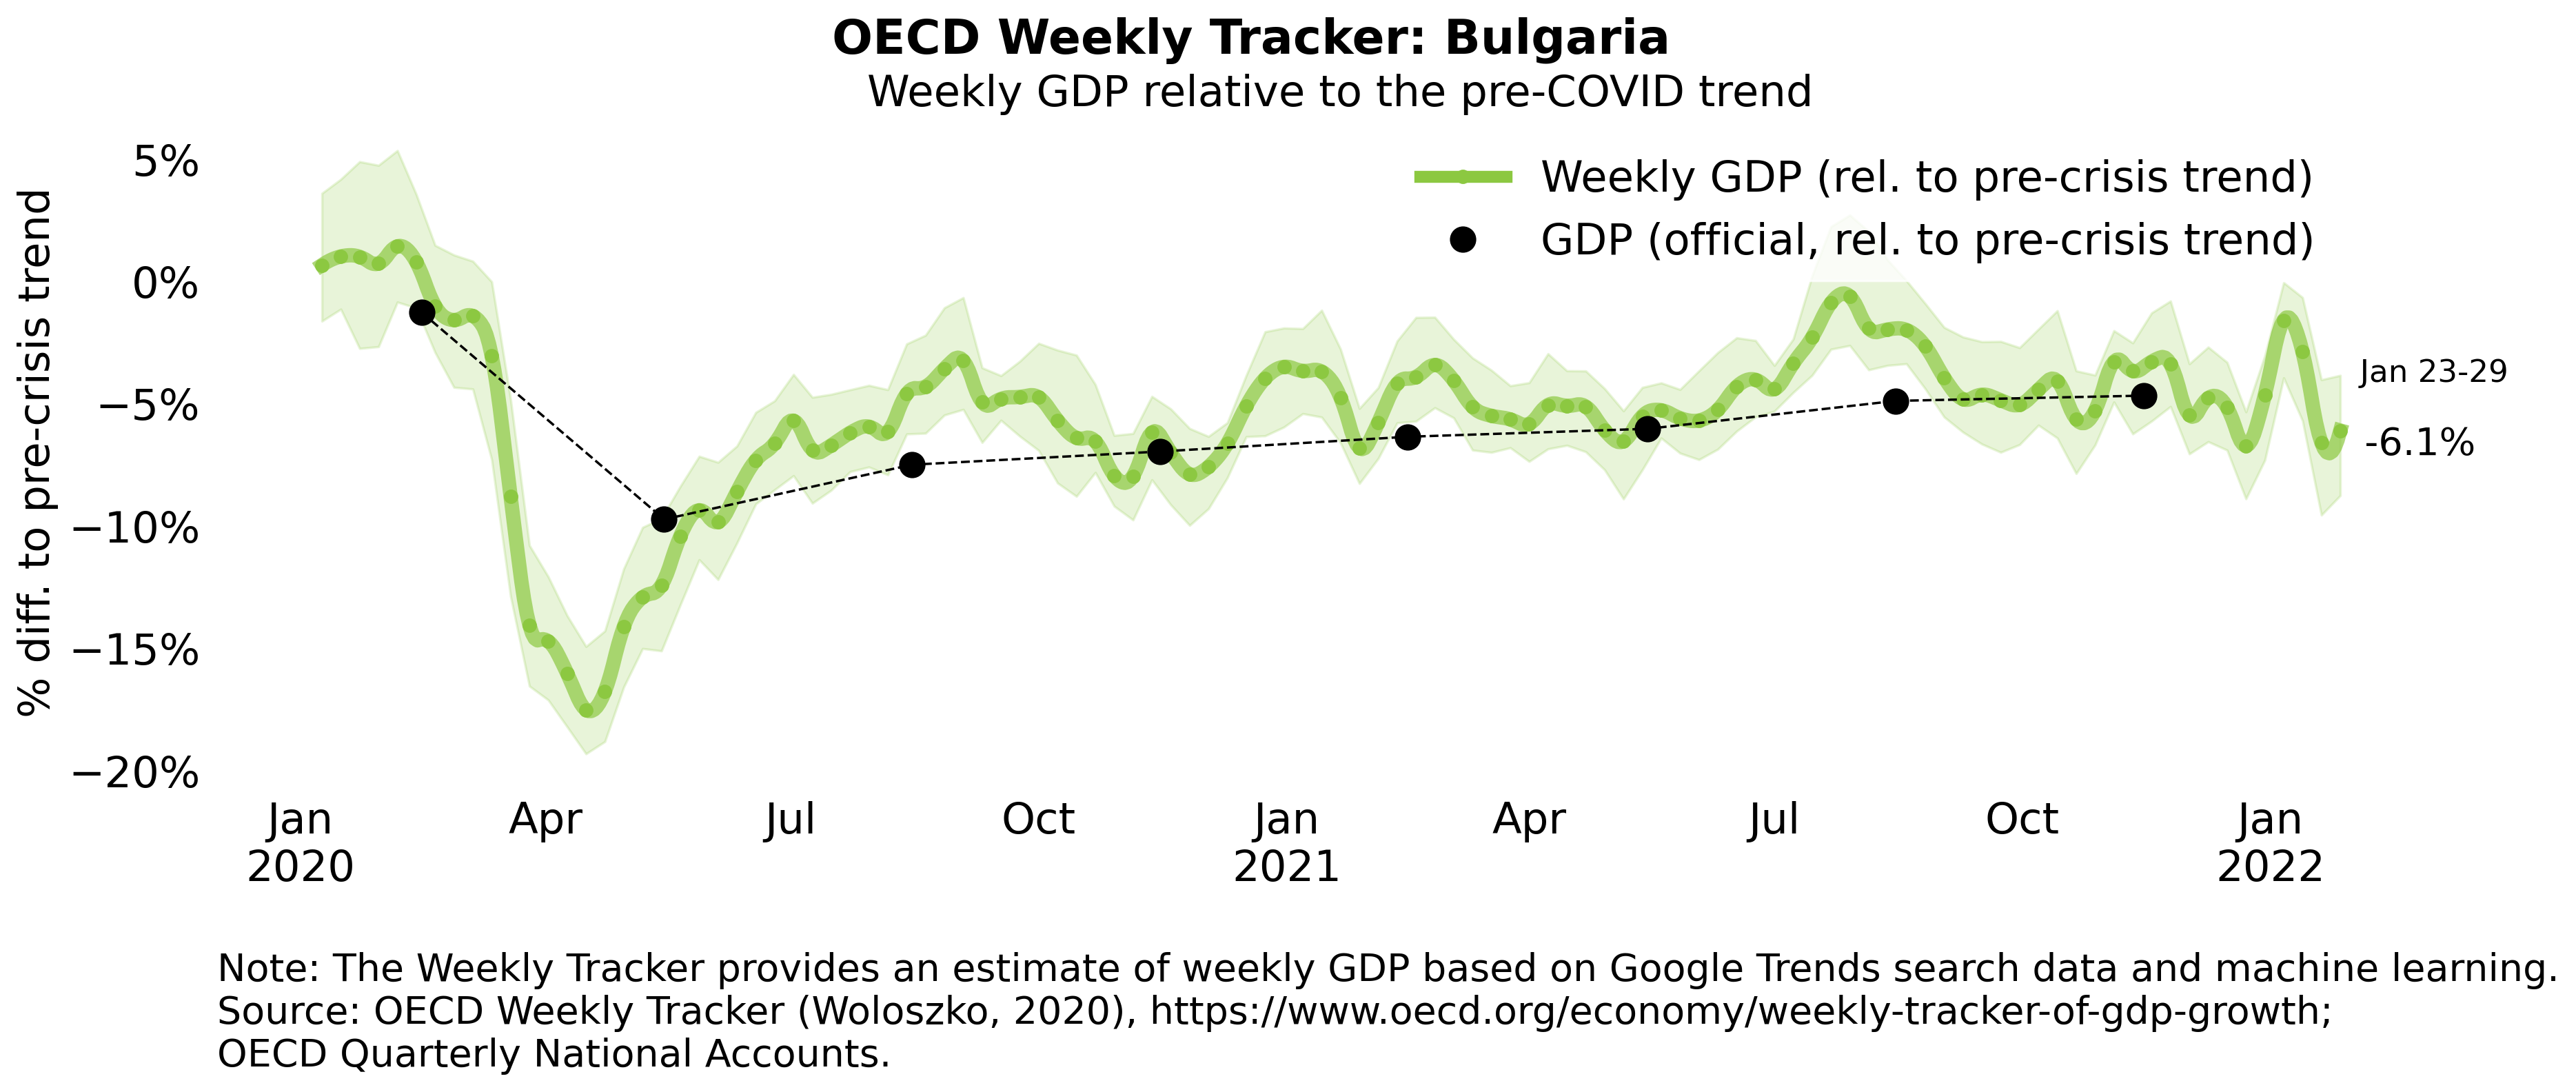 OECD Weekly Tracker: Bulgaria
Weekly GDP relative to the pre-COVID trend
% diff. to pre-crisis trend
5%
0%
−5%
−10%
−15%
−20%
Weekly GDP (rel. to pre-crisis trend)
GDP (official, rel. to pre-crisis trend)
Jan 23-29
-6.1%
Jan Apr Jul Oct Jan Apr Jul Oct Jan
2020 2021 2022
Note: The Weekly Tracker provides an estimate of weekly GDP based on Google Trends search data and machine learning.
Source: OECD Weekly Tracker (Woloszko, 2020), https://www.oecd.org/economy/weekly-tracker-of-gdp-growth;
OECD Quarterly National Accounts.